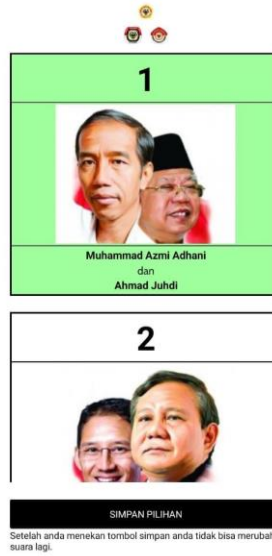 1
Muhammad Azmi Adhani
dan
Ahmad Juhdi
2
SIMPAN PILIHAN
Setelah anda menekan tombol simpan anda tidak bisa merubah
suara lagi.